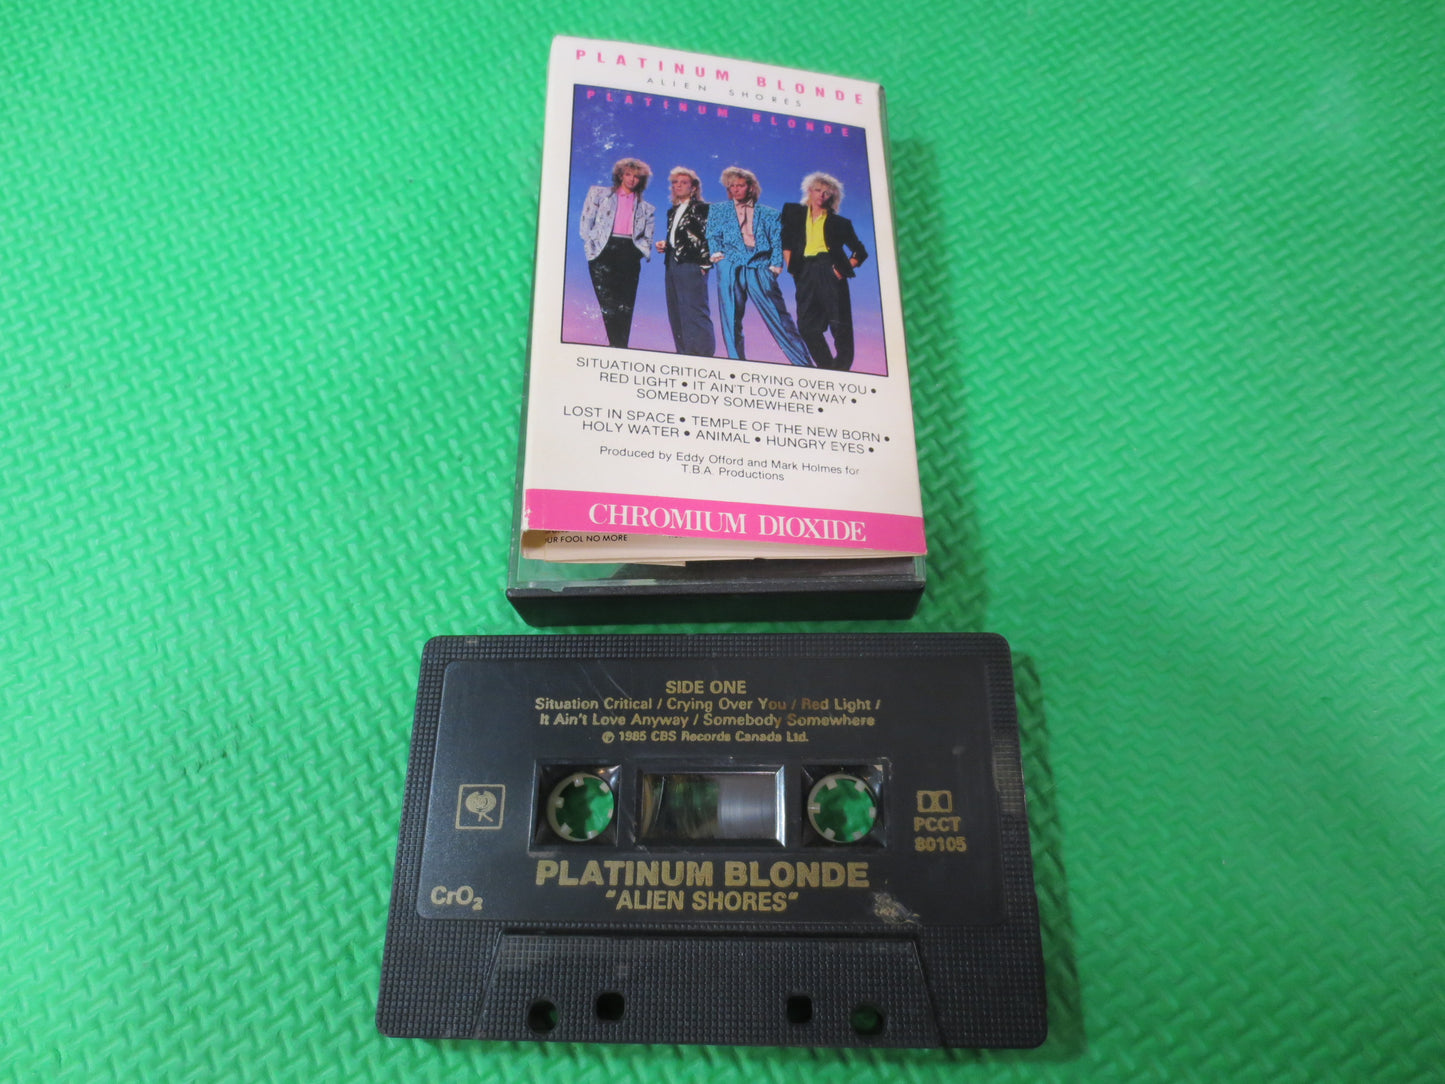 PLATINUM BLONDE
ALIEN SHORES
PLATINUM BLONDE
SITUATION CRITICAL • CRYING OVER YOU •
RED LIGHT • IT AIN'T LOVE ANYWAY •
SOMEBODY SOMEWHERE •
LOST IN SPACE • TEMPLE OF THE NEW BORN •
HOLY WATER • ANIMAL • HUNGRY EYES •
Produced by Eddy Offord and Mark Holmes for
T.B.A. Productions
CHROMIUM DIOXIDE
FOOL NO MORE
SIDE ONE
Situation Critical / Crying Over You / Red Light /
It Ain't Love Anyway / Somebody Somewhere
℗ 1985 CBS Records Canada Ltd.
PCCT
80105
PLATINUM BLONDE
"ALIEN SHORES"
CrO₂